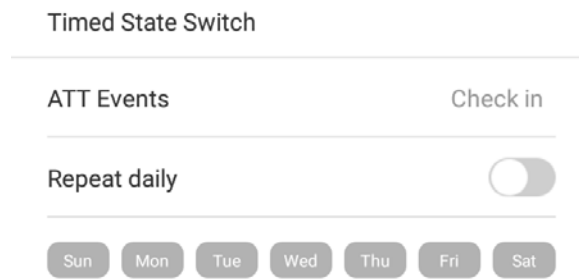 Timed State Switch
ATT Events Check in
Repeat daily
Sun Mon Tue Wed Thu Fri Sat